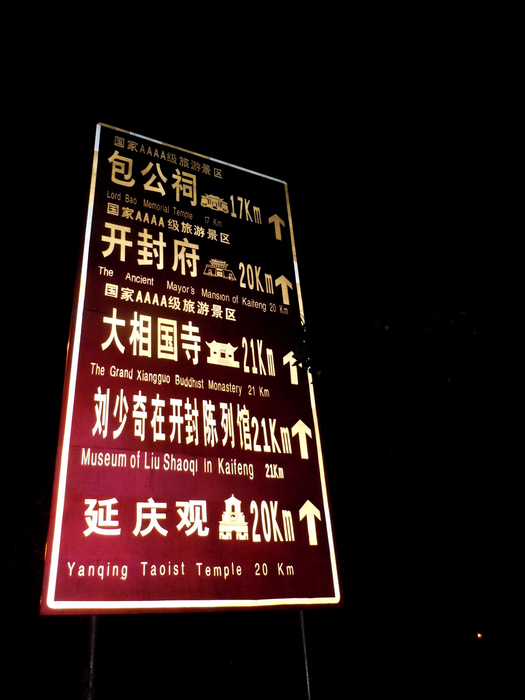 国家AAAA级旅游景区
包公祠 17Km
Lord Bao Memorial Temple 17 Km
国家AAAA级旅游景区
开封府 20Km
The Ancient Mayor's Mansion of Kaifeng 20 Km
国家AAAA级旅游景区
大相国寺 21Km
The Grand Xiangguo Buddhist Monastery 21 Km
刘少奇在开封陈列馆 21Km
Museum of Liu Shaoqi in Kaifeng 21Km
延庆观 20Km
Yanqing Taoist Temple 20 Km